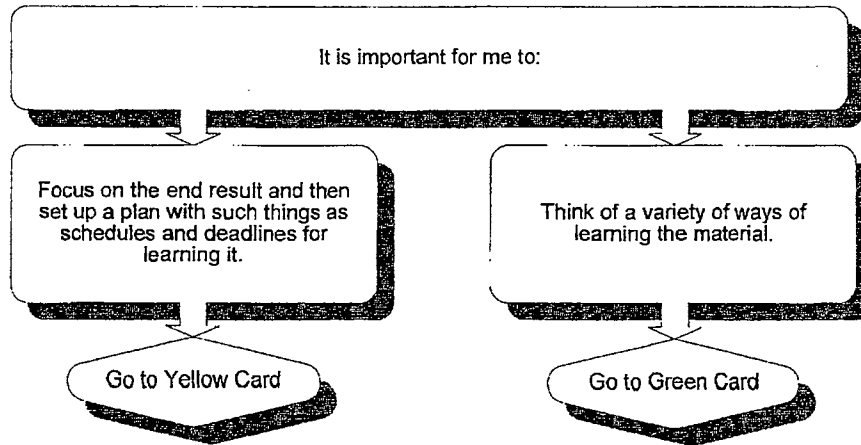 It is important for me to:
Focus on the end result and then
set up a plan with such things as
schedules and deadlines for
learning it.
Think of a variety of ways of
learning the material.
Go to Yellow Card
Go to Green Card